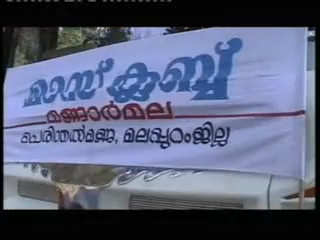 മാസ് ക്ലബ്ബ്
മണ്ണാർമല
പെരിന്തൽമണ്ണ, മലപ്പുറംജില്ല